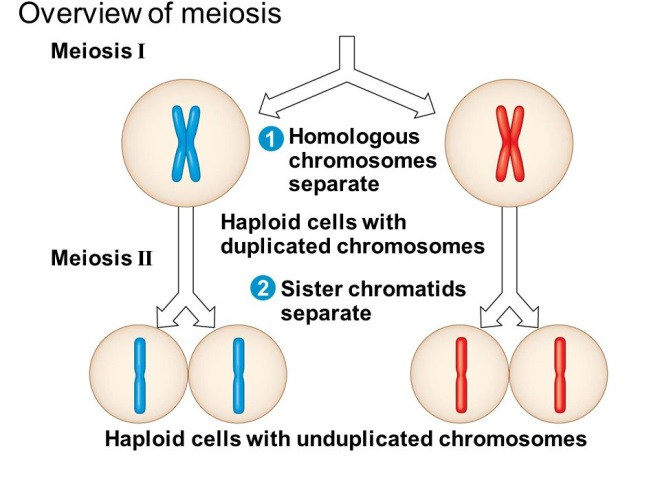 Overview of meiosis
Meiosis I
1 Homologous
chromosomes
separate
Haploid cells with
duplicated chromosomes
Meiosis II
2 Sister chromatids
separate
Haploid cells with unduplicated chromosomes